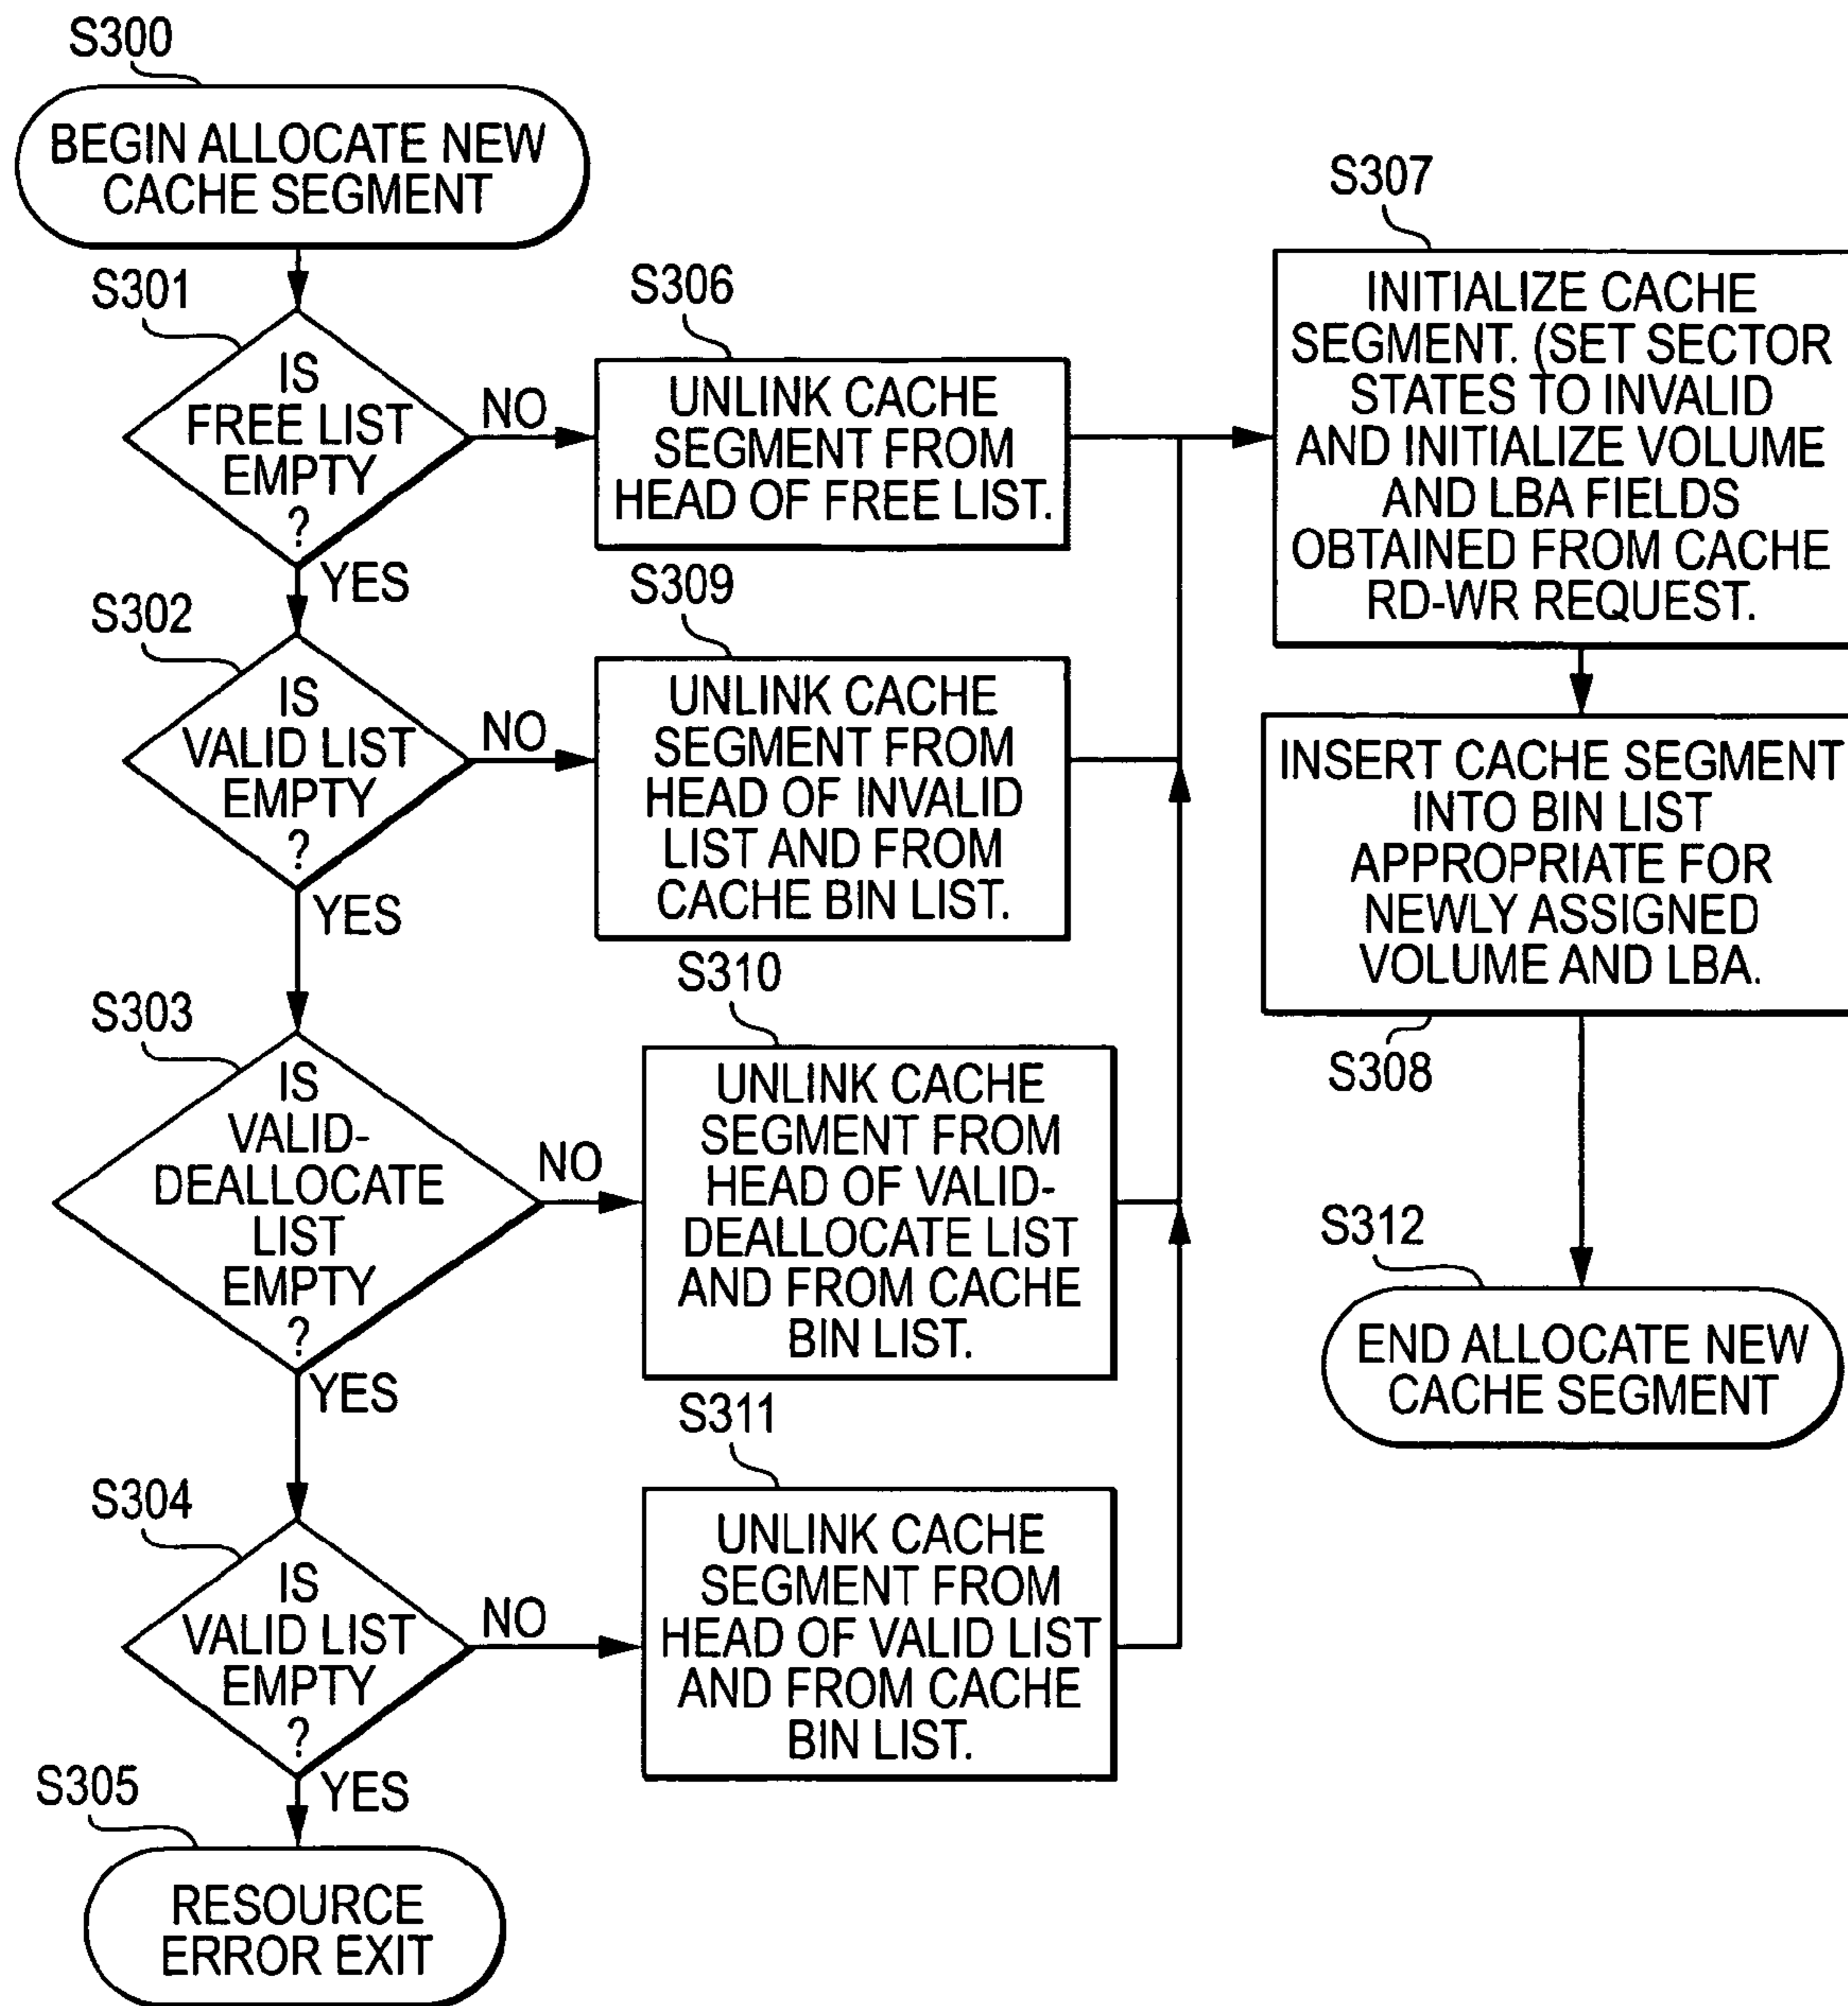 S300
BEGIN ALLOCATE NEW
CACHE SEGMENT
S301
IS
FREE LIST
EMPTY
?
NO
YES
S306
UNLINK CACHE
SEGMENT FROM
HEAD OF FREE LIST.
S302
IS
VALID LIST
EMPTY
?
NO
YES
S309
UNLINK CACHE
SEGMENT FROM
HEAD OF INVALID
LIST AND FROM
CACHE BIN LIST.
S303
IS
VALID-
DEALLOCATE
LIST
EMPTY
?
NO
YES
S310
UNLINK CACHE
SEGMENT FROM
HEAD OF VALID-
DEALLOCATE LIST
AND FROM CACHE
BIN LIST.
S304
IS
VALID LIST
EMPTY
?
NO
YES
S311
UNLINK CACHE
SEGMENT FROM
HEAD OF VALID LIST
AND FROM CACHE
BIN LIST.
S305
RESOURCE
ERROR EXIT
S307
INITIALIZE CACHE
SEGMENT. (SET SECTOR
STATES TO INVALID
AND INITIALIZE VOLUME
AND LBA FIELDS
OBTAINED FROM CACHE
RD-WR REQUEST.
INSERT CACHE SEGMENT
INTO BIN LIST
APPROPRIATE FOR
NEWLY ASSIGNED
VOLUME AND LBA.
S308
S312
END ALLOCATE NEW
CACHE SEGMENT